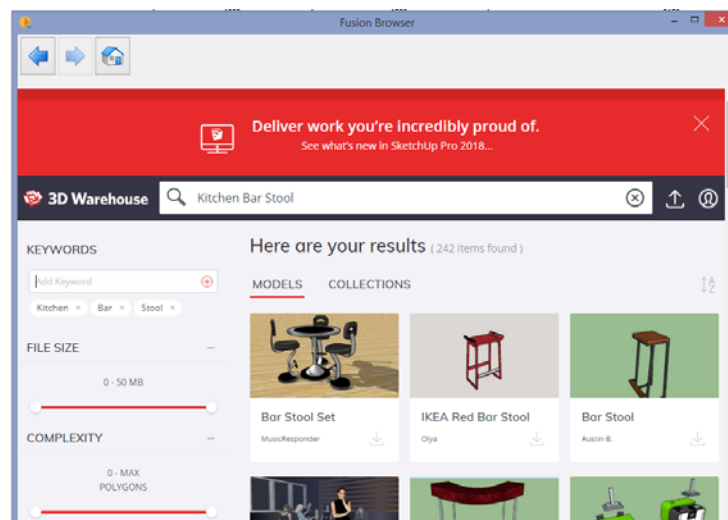 Fusion Browser
Deliver work you're incredibly proud of.
See what's new in SketchUp Pro 2018...
3D Warehouse
Kitchen Bar Stool
KEYWORDS
Here are your results ( 242 items found )
Add Keyword
MODELS COLLECTIONS
Kitchen × Bar × Stool ×
FILE SIZE
0 - 50 MB
Bar Stool Set
IKEA Red Bar Stool
Bar Stool
MusicResponder
Olya
Austin B.
COMPLEXITY
0 - MAX
POLYGONS